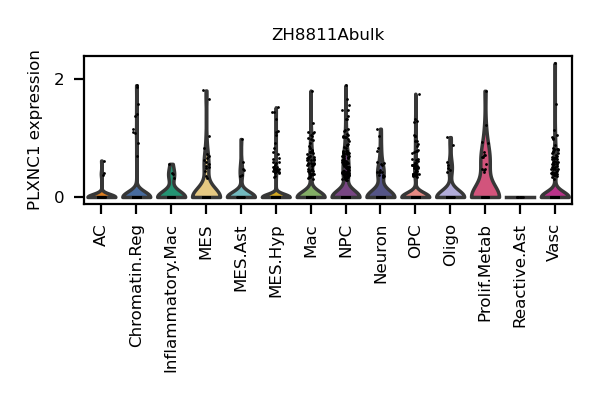 ZH8811Abulk
PLXNC1 expression
2
0
AC
Chromatin.Reg
Inflammatory.Mac
MES
MES.Ast
MES.Hyp
Mac
NPC
Neuron
OPC
Oligo
Prolif.Metab
Reactive.Ast
Vasc